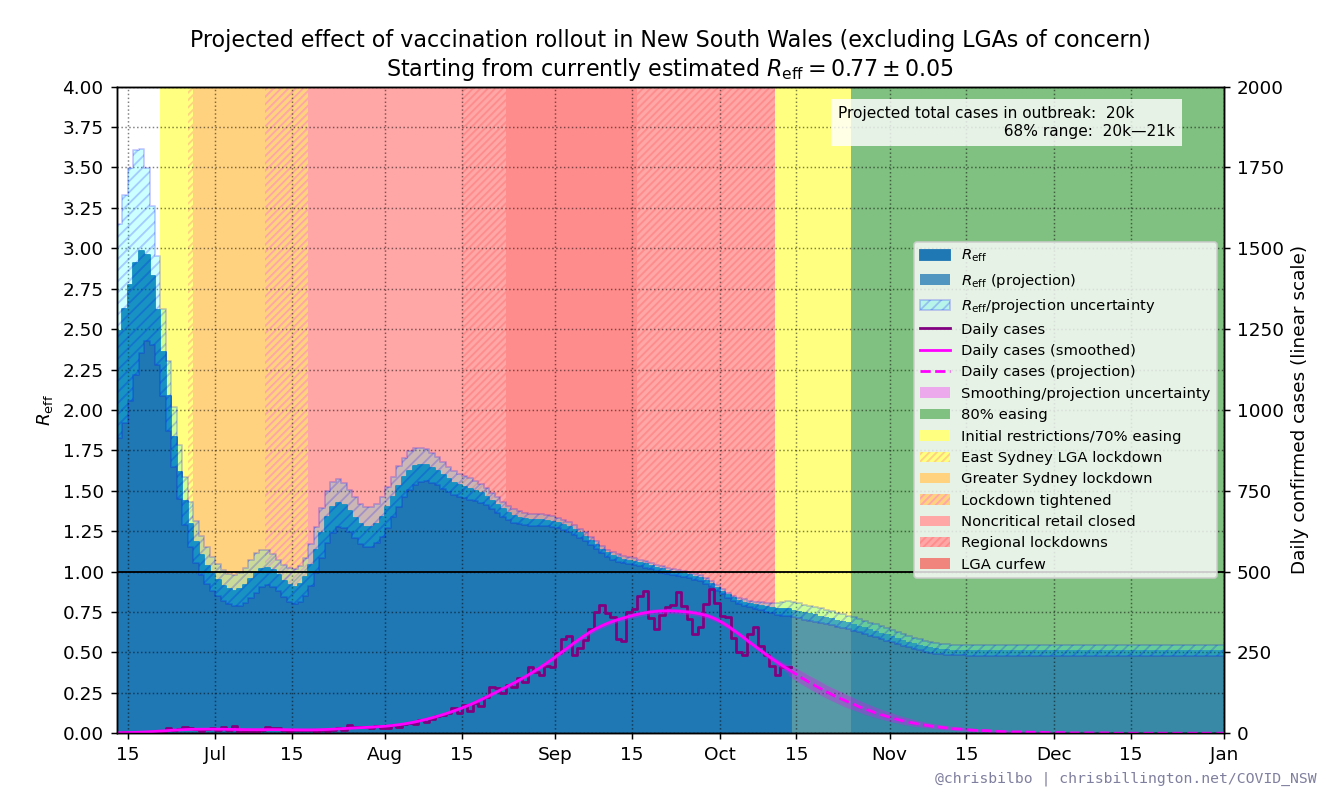 Projected effect of vaccination rollout in New South Wales (excluding LGAs of concern)
Starting from currently estimated R_eff = 0.77 ± 0.05
Projected total cases in outbreak: 20k
68% range: 20k—21k
4.00
3.75
3.50
3.25
3.00
2.75
2.50
2.25
2.00
1.75
1.50
1.25
1.00
0.75
0.50
0.25
0.00
R_eff
2000
1750
1500
1250
1000
750
500
250
0
Daily confirmed cases (linear scale)
R_eff
R_eff (projection)
R_eff/projection uncertainty
Daily cases
Daily cases (smoothed)
Daily cases (projection)
Smoothing/projection uncertainty
80% easing
Initial restrictions/70% easing
East Sydney LGA lockdown
Greater Sydney lockdown
Lockdown tightened
Noncritical retail closed
Regional lockdowns
LGA curfew
15 Jul 15 Aug 15 Sep 15 Oct 15 Nov 15 Dec 15 Jan
@chrisbilbo | chrisbillington.net/COVID_NSW